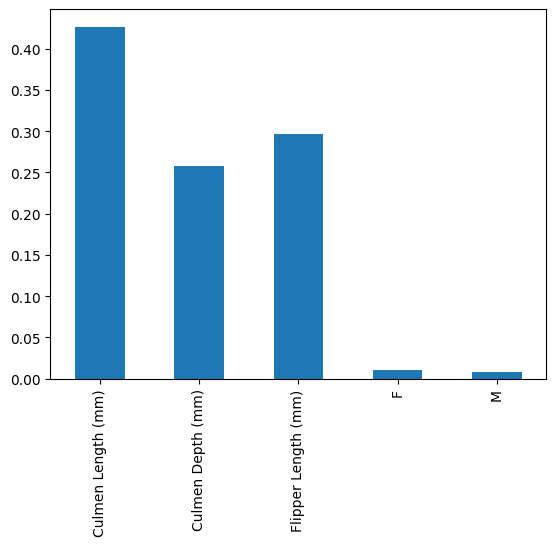 0.40
0.35
0.30
0.25
0.20
0.15
0.10
0.05
0.00
Culmen Length (mm)
Culmen Depth (mm)
Flipper Length (mm)
F
M